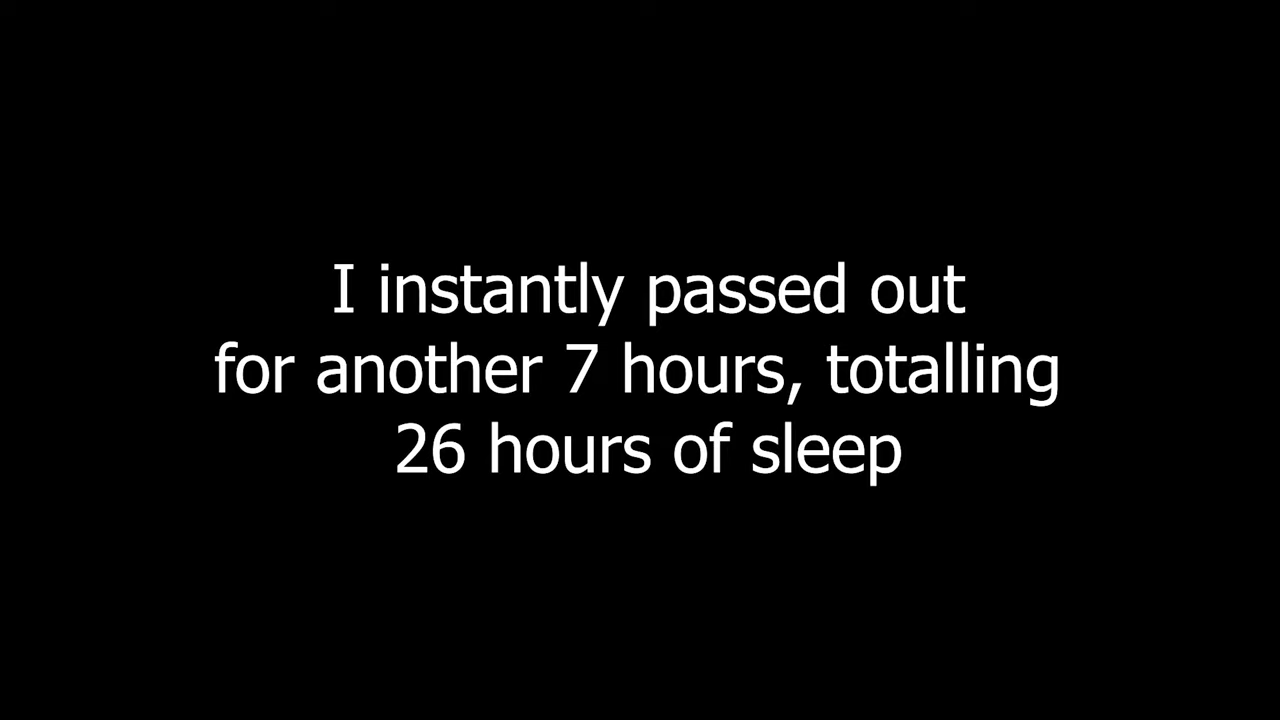 I instantly passed out
for another 7 hours, totalling
26 hours of sleep